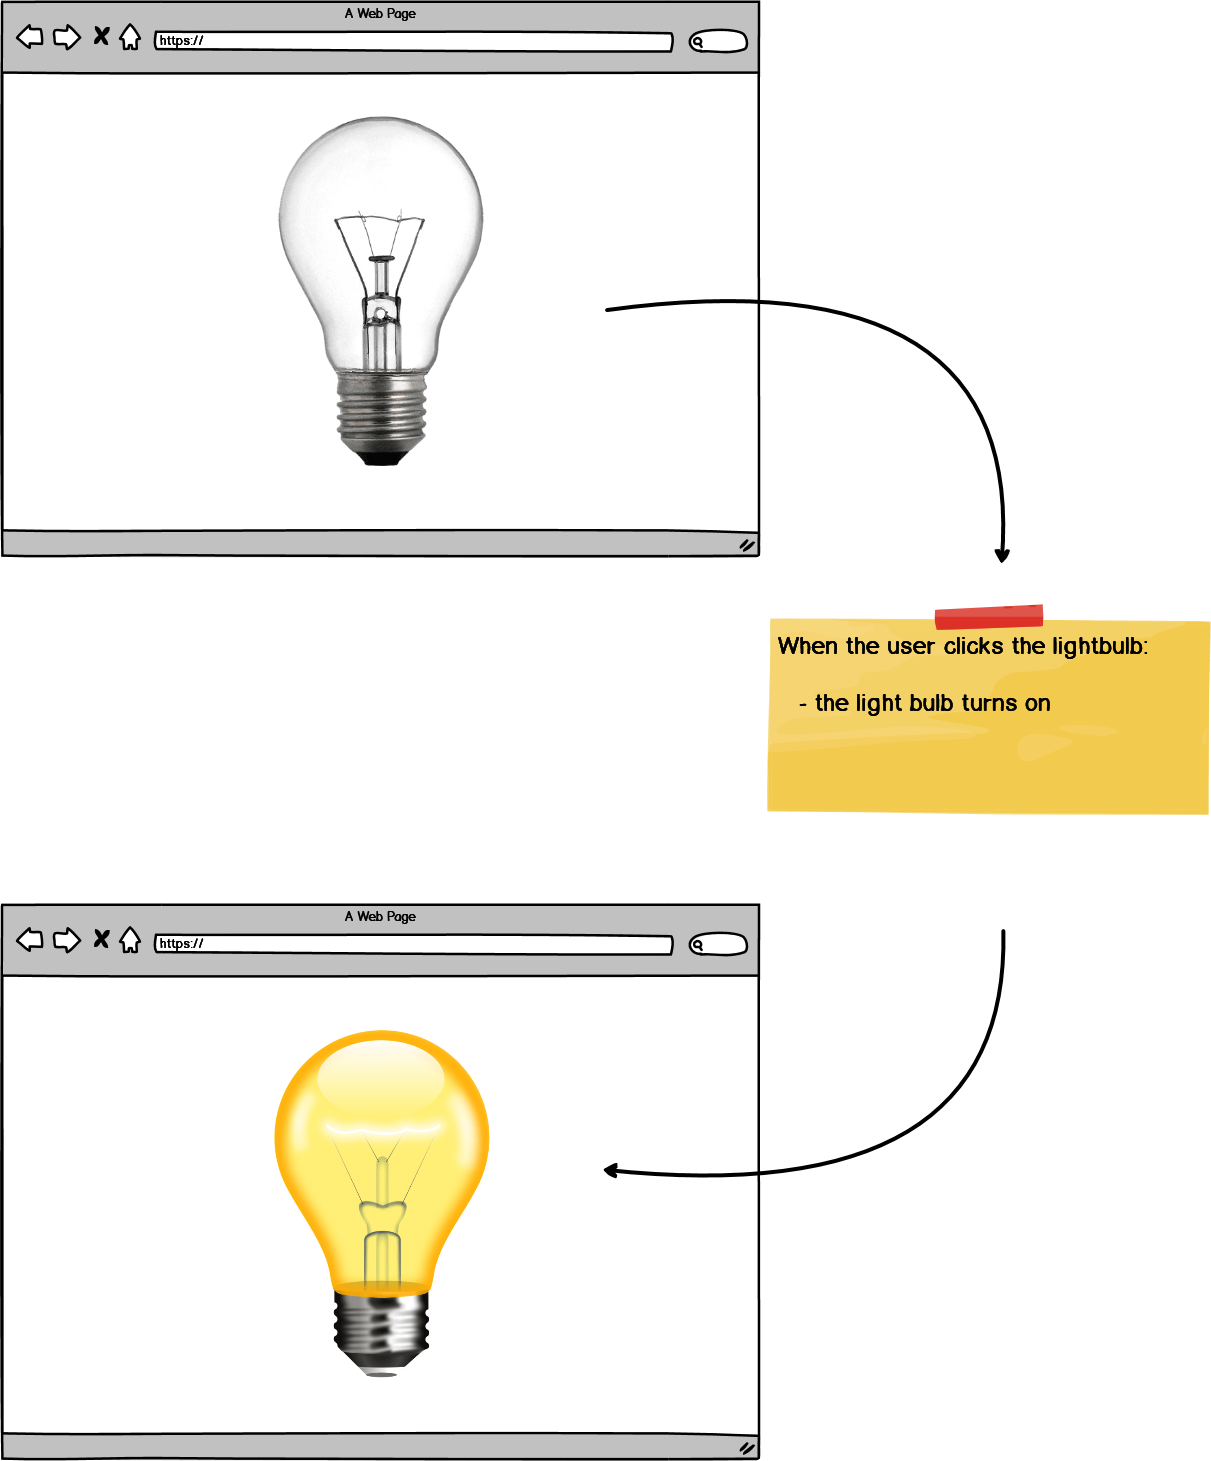 A Web Page
https://
When the user clicks the lightbulb:
- the light bulb turns on
A Web Page
https://